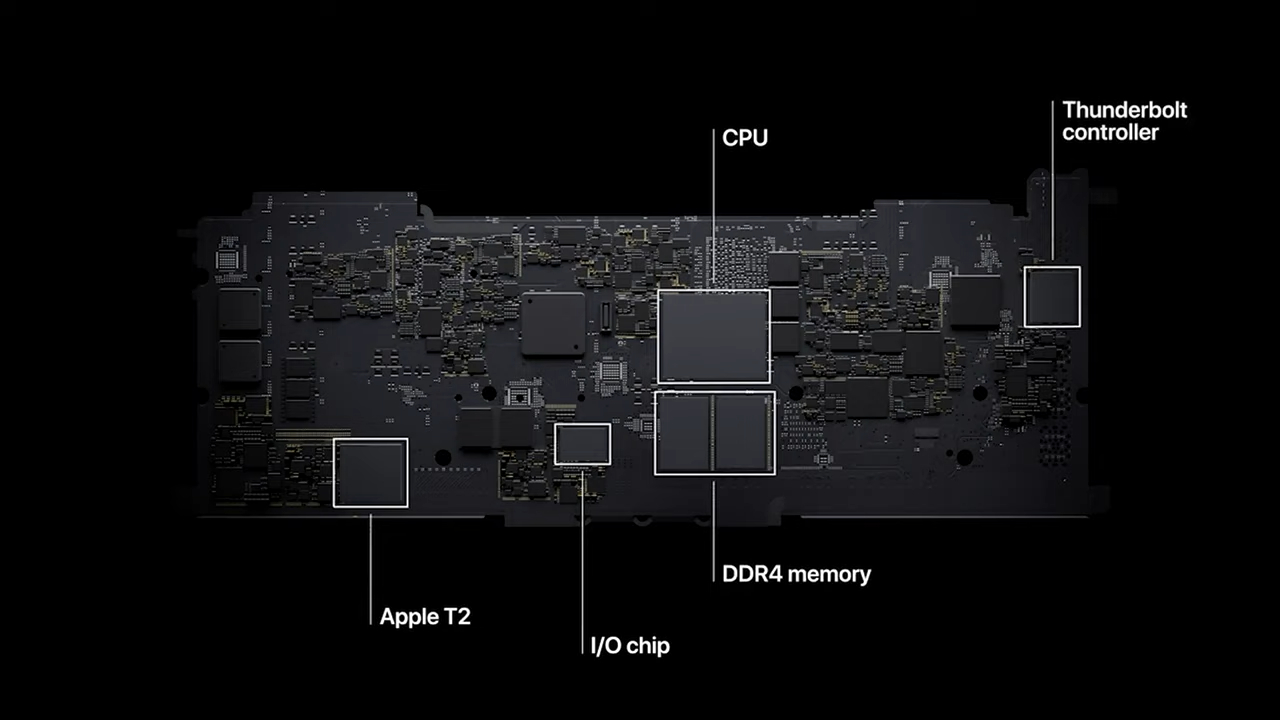 Thunderbolt
controller
CPU
DDR4 memory
Apple T2
I/O chip